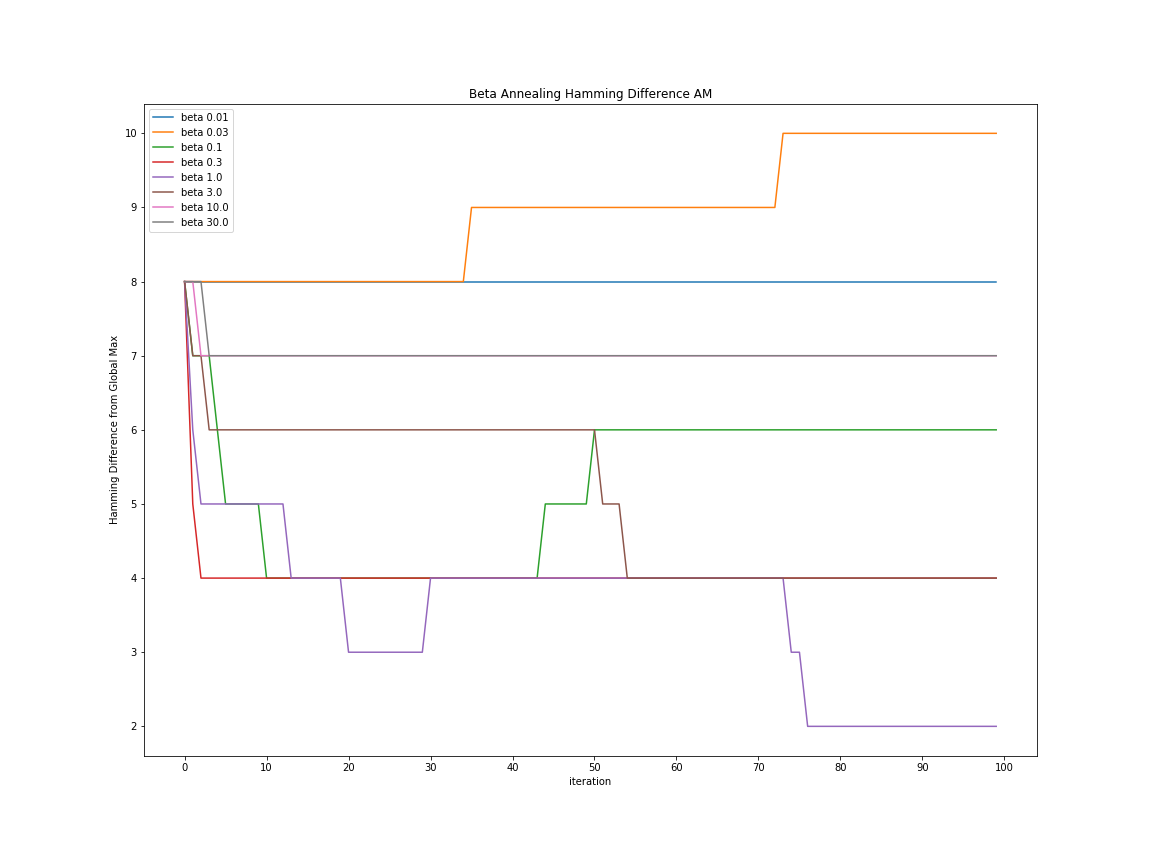 Beta Annealing Hamming Difference AM
beta 0.01
beta 0.03
beta 0.1
beta 0.3
beta 1.0
beta 3.0
beta 10.0
beta 30.0
Hamming Difference from Global Max
10
9
8
7
6
5
4
3
2
0 10 20 30 40 50 60 70 80 90 100
iteration